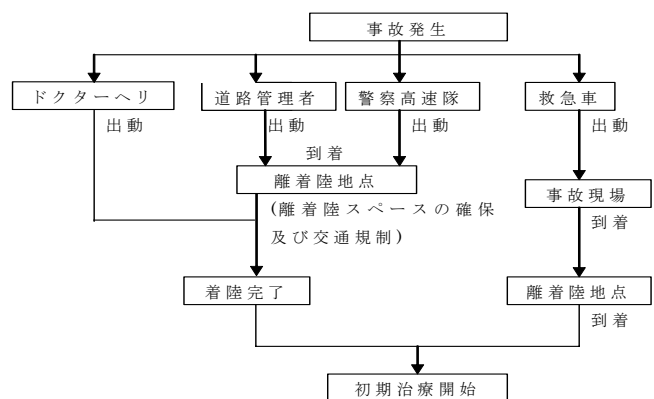 事故発生
ドクターヘリ
道路管理者
警察高速隊
救急車
出動
出動
出動
出動
到着
離着陸地点
(離着陸スペースの確保
及び交通規制)
事故現場
到着
着陸完了
離着陸地点
到着
初期治療開始